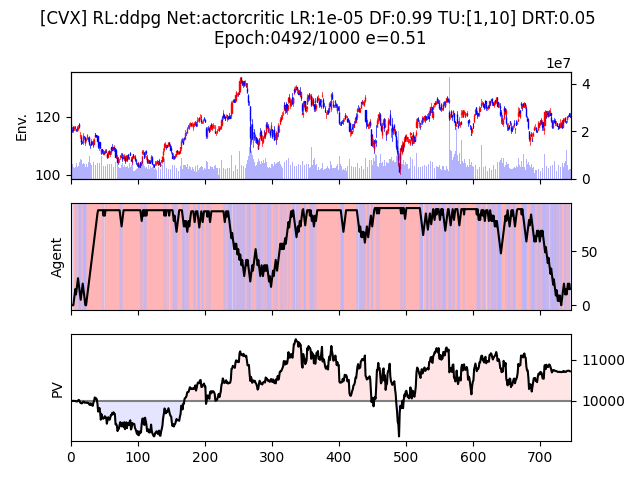 [CVX] RL:ddpg Net:actorcritic LR:1e-05 DF:0.99 TU:[1,10] DRT:0.05
Epoch:0492/1000 e=0.51
1e7
Env.
120
100
4
2
0
Agent
50
0
PV
11000
10000
0 100 200 300 400 500 600 700